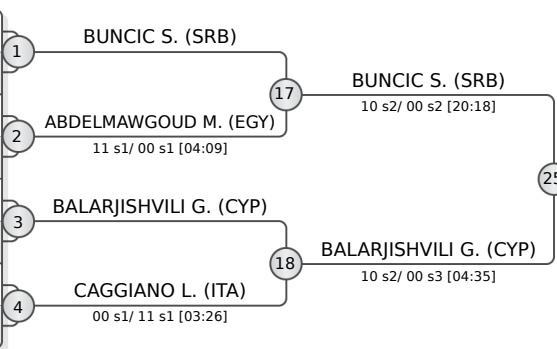 BUNCIC S. (SRB)
1
17
BUNCIC S. (SRB)
10 s2/ 00 s2 [20:18]
ABDELMAWGOUD M. (EGY)
2
11 s1/ 00 s1 [04:09]
25
BALARJISHVILI G. (CYP)
3
18
BALARJISHVILI G. (CYP)
10 s2/ 00 s3 [04:35]
CAGGIANO L. (ITA)
4
00 s1/ 11 s1 [03:26]